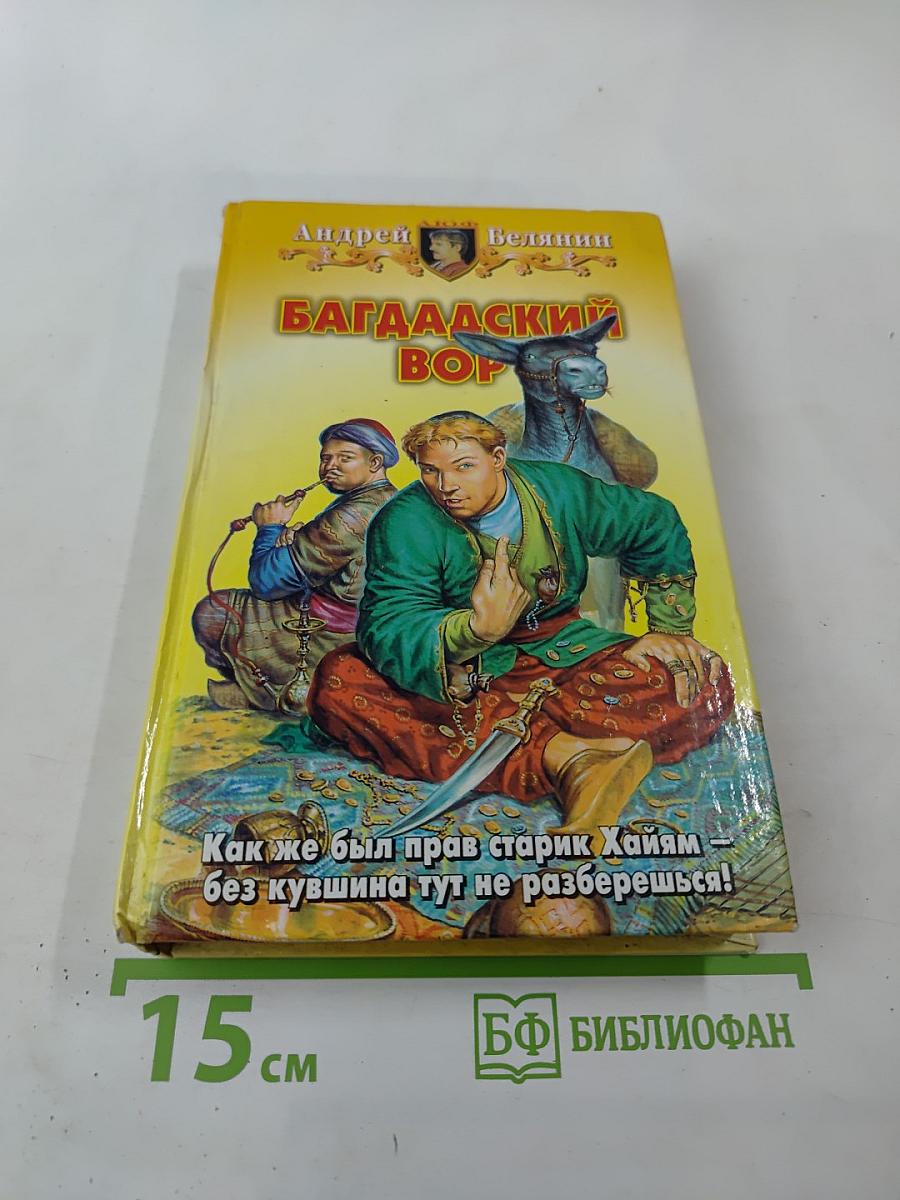 АЮФ
Андрей Белянин
БАГДАДСКИЙ
ВОР
Как же был прав старик Хайям –
без кувшина тут не разберешься!
15 см
БФ БИБЛИОФАН